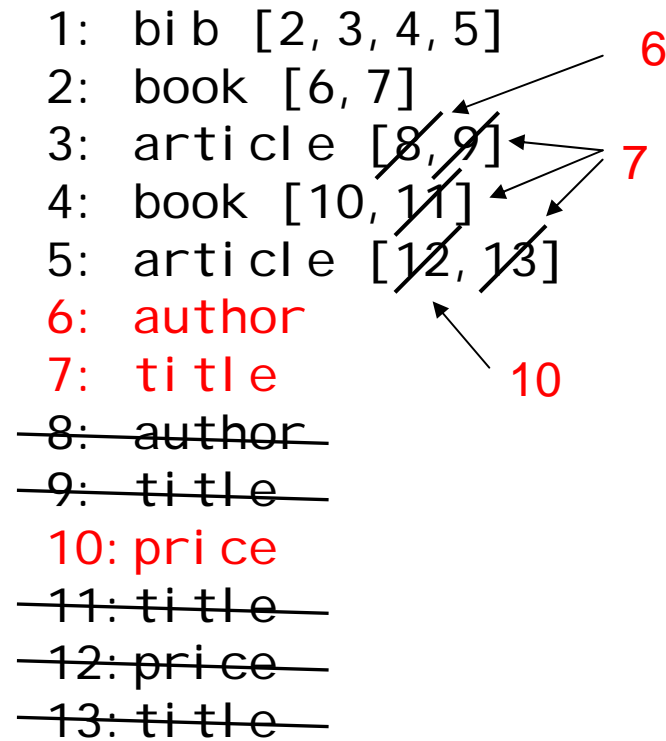 1: bib [2,3,4,5]
6
2: book [6,7]
3: article [8,9]
7
4: book [10,11]
5: article [12,13]
6: author
7: title
10
8: author
9: title
10: price
11: title
12: price
13: title